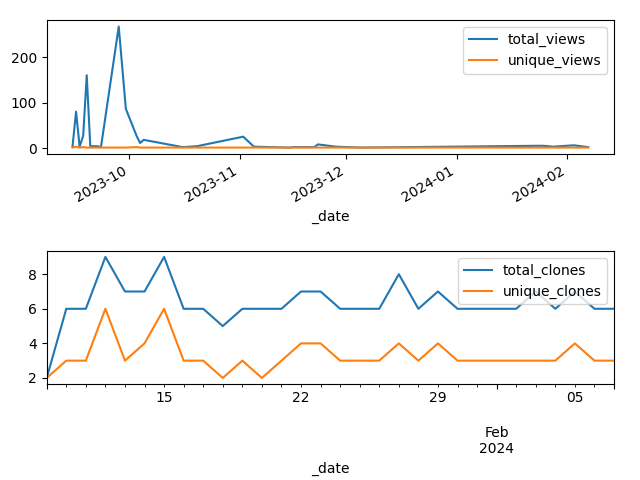 total_views
unique_views
200
100
0
2023-10
2023-11
2023-12
2024-01
2024-02
_date
total_clones
unique_clones
8
6
4
2
15
22
29
05
Feb
2024
_date